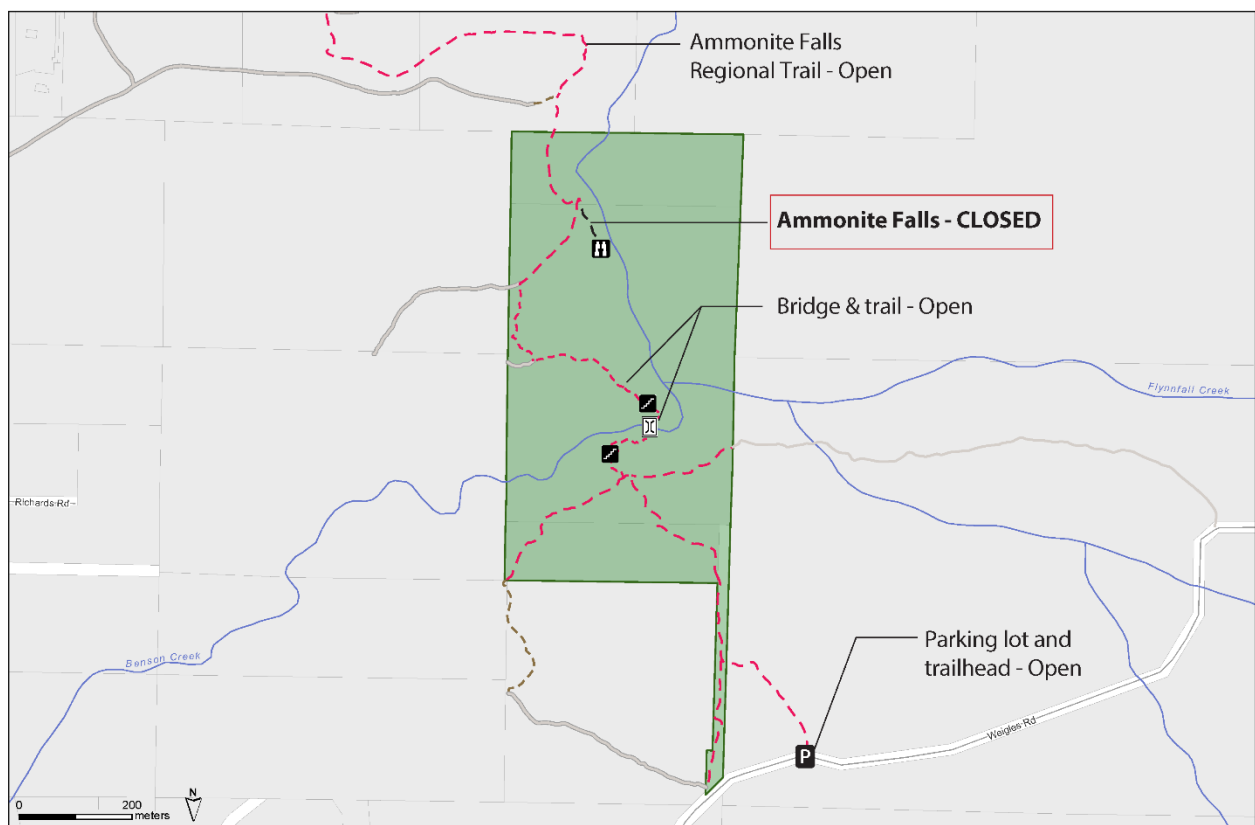 Ammonite Falls
Regional Trail - Open
Ammonite Falls - CLOSED
Bridge & trail - Open
Flynnfall Creek
Richards Rd
Benson Creek
Parking lot and
trailhead - Open
Weigles Rd
P
0 200
meters
N